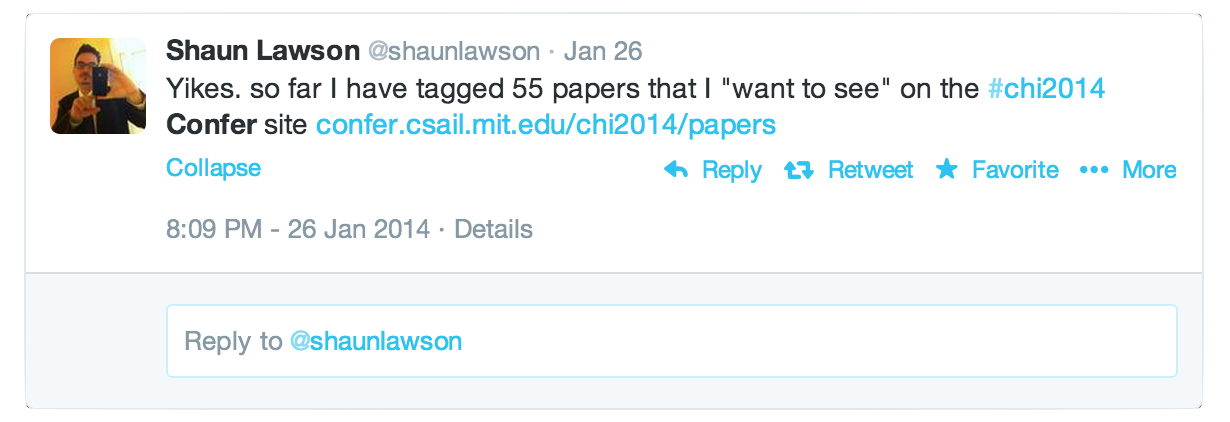 Shaun Lawson @shaunlawson · Jan 26
Yikes. so far I have tagged 55 papers that I "want to see" on the #chi2014
Confer site confer.csail.mit.edu/chi2014/papers
Collapse Reply Retweet Favorite More
8:09 PM - 26 Jan 2014 · Details
Reply to @shaunlawson